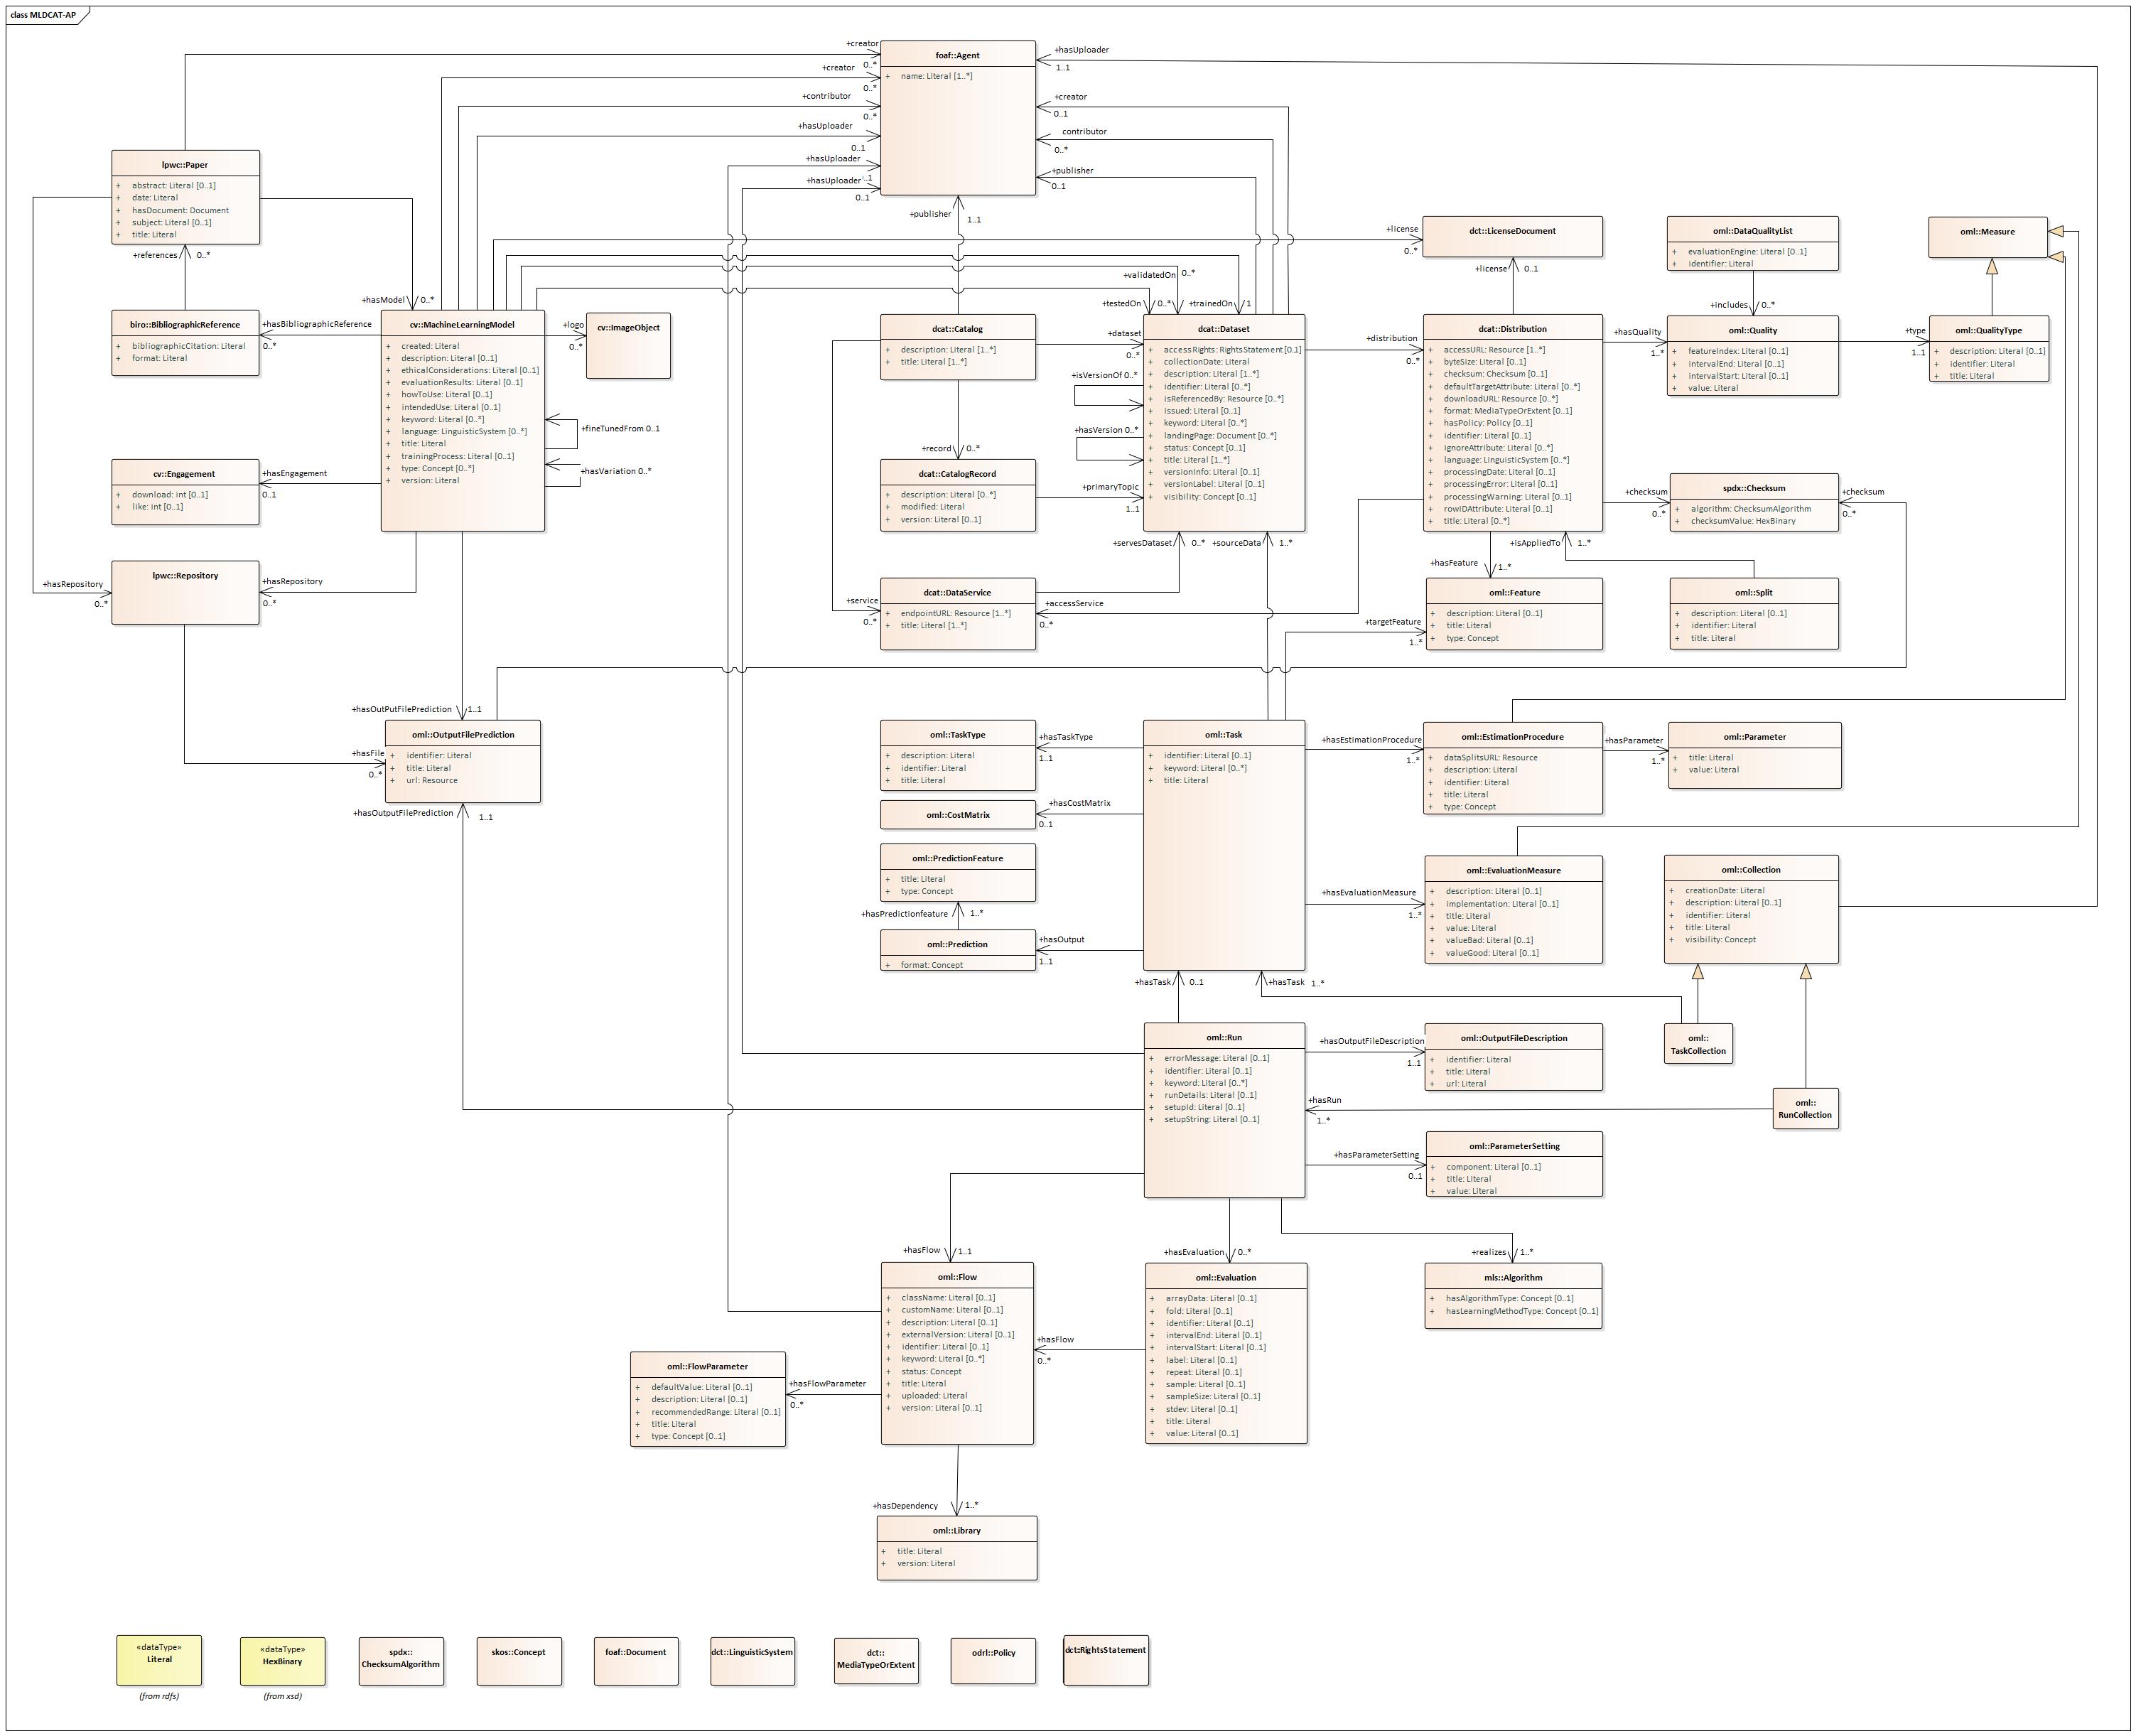 class MLDCAT-AP
foaf::Agent
+ name: Literal [1..*]
+creator
0..*
+creator
0..*
+contributor
0..*
+hasUploader
0..1
+hasUploader
+hasUploader
0..1
+hasUploader
1..1
+creator
0..1
contributor
0..*
+publisher
0..1
+publisher
1..1
lpwc::Paper
+ abstract: Literal [0..1]
+ date: Literal
+ hasDocument: Document
+ subject: Literal [0..1]
+ title: Literal
+references
0..*
+hasModel
0..*
biro::BibliographicReference
+ bibliographicCitation: Literal
+ format: Literal
+hasBibliographicReference
0..*
cv::MachineLearningModel
+ created: Literal
+ description: Literal [0..1]
+ ethicalConsiderations: Literal [0..1]
+ evaluationResults: Literal [0..1]
+ howToUse: Literal [0..1]
+ intendedUse: Literal [0..1]
+ keyword: Literal [0..*]
+ language: LinguisticSystem [0..*]
+ title: Literal
+ trainingProcess: Literal [0..1]
+ type: Concept [0..*]
+ version: Literal
+logo
0..*
cv::ImageObject
+fineTunedFrom 0..1
+hasVariation 0..*
cv::Engagement
+ download: int [0..1]
+ like: int [0..1]
+hasEngagement
0..1
lpwc::Repository
+hasRepository
0..*
+hasRepository
0..*
+license
0..*
dct::LicenseDocument
+license
0..1
+validatedOn
0..*
+testedOn
0..*
+trainedOn
1
dcat::Catalog
+ description: Literal [1..*]
+ title: Literal [1..*]
+dataset
0..*
+record
0..*
dcat::CatalogRecord
+ description: Literal [0..*]
+ modified: Literal
+ version: Literal [0..1]
+primaryTopic
1..1
dcat::Dataset
+ accessRights: RightsStatement [0..1]
+ collectionDate: Literal
+ description: Literal [1..*]
+ identifier: Literal [0..*]
+ isReferencedBy: Resource [0..*]
+ issued: Literal [0..1]
+ keyword: Literal [0..*]
+ landingPage: Document [0..*]
+ status: Concept [0..1]
+ title: Literal [1..*]
+ versionInfo: Literal [0..1]
+ versionLabel: Literal [0..1]
+ visibility: Concept [0..1]
+isVersionOf 0..*
+hasVersion 0..*
+distribution
0..*
dcat::Distribution
+ accessURL: Resource [1..*]
+ byteSize: Literal [0..1]
+ checksum: Checksum [0..1]
+ defaultTargetAttribute: Literal [0..*]
+ downloadURL: Resource [0..*]
+ format: MediaTypeOrExtent [0..1]
+ hasPolicy: Policy [0..1]
+ identifier: Literal [0..1]
+ ignoreAttribute: Literal [0..*]
+ language: LinguisticSystem [0..*]
+ processingDate: Literal [0..1]
+ processingError: Literal [0..1]
+ processingWarning: Literal [0..1]
+ rowIDAttribute: Literal [0..1]
+ title: Literal [0..*]
oml::DataQualityList
+ evaluationEngine: Literal [0..1]
+ identifier: Literal
+includes
0..*
+hasQuality
1..*
oml::Quality
+ featureIndex: Literal [0..1]
+ intervalEnd: Literal [0..1]
+ intervalStart: Literal [0..1]
+ value: Literal
+type
1..1
oml::Measure
oml::QualityType
+ description: Literal [0..1]
+ identifier: Literal
+ title: Literal
+checksum
0..*
spdx::Checksum
+ algorithm: ChecksumAlgorithm
+ checksumValue: HexBinary
+checksum
0..*
+servesDataset
0..*
+sourceData
1..*
+service
0..*
dcat::DataService
+ endpointURL: Resource [1..*]
+ title: Literal [1..*]
+accessService
0..*
+hasFeature
1..*
+isAppliedTo
1..*
oml::Feature
+ description: Literal [0..1]
+ title: Literal
+ type: Concept
+targetFeature
1..*
oml::Split
+ description: Literal [0..1]
+ identifier: Literal
+ title: Literal
+hasOutPutFilePrediction
1..1
oml::OutputFilePrediction
+ identifier: Literal
+ title: Literal
+ url: Resource
+hasFile
0..*
+hasOutputFilePrediction
1..1
oml::TaskType
+ description: Literal
+ identifier: Literal
+ title: Literal
+hasTaskType
1..1
oml::Task
+ identifier: Literal [0..1]
+ keyword: Literal [0..*]
+ title: Literal
+hasEstimationProcedure
1..*
oml::EstimationProcedure
+ dataSplitsURL: Resource
+ description: Literal
+ identifier: Literal
+ title: Literal
+ type: Concept
+hasParameter
1..*
oml::Parameter
+ title: Literal
+ value: Literal
oml::CostMatrix
+hasCostMatrix
0..1
oml::PredictionFeature
+ title: Literal
+ type: Concept
+hasPredictionfeature
1..*
oml::Prediction
+ format: Concept
+hasOutput
1..1
+hasEvaluationMeasure
1..*
oml::EvaluationMeasure
+ description: Literal [0..1]
+ implementation: Literal [0..1]
+ title: Literal
+ value: Literal
+ valueBad: Literal [0..1]
+ valueGood: Literal [0..1]
oml::Collection
+ creationDate: Literal
+ description: Literal [0..1]
+ identifier: Literal
+ title: Literal
+ visibility: Concept
+hasTask
0..1
+hasTask
1..*
oml::Run
+ errorMessage: Literal [0..1]
+ identifier: Literal [0..1]
+ keyword: Literal [0..*]
+ runDetails: Literal [0..1]
+ setupId: Literal [0..1]
+ setupString: Literal [0..1]
+hasOutputFileDescription
1..1
oml::OutputFileDescription
+ identifier: Literal
+ title: Literal
+ url: Literal
oml::
TaskCollection
oml::
RunCollection
+hasRun
1..*
+hasParameterSetting
0..1
oml::ParameterSetting
+ component: Literal [0..1]
+ title: Literal
+ value: Literal
+hasFlow
1..1
+hasEvaluation
0..*
+realizes
1..*
oml::Flow
+ className: Literal [0..1]
+ customName: Literal [0..1]
+ description: Literal [0..1]
+ externalVersion: Literal [0..1]
+ identifier: Literal [0..1]
+ keyword: Literal [0..*]
+ status: Concept
+ title: Literal
+ uploaded: Literal
+ version: Literal [0..1]
+hasFlow
0..*
oml::Evaluation
+ arrayData: Literal [0..1]
+ fold: Literal [0..1]
+ identifier: Literal [0..1]
+ intervalEnd: Literal [0..1]
+ intervalStart: Literal [0..1]
+ label: Literal [0..1]
+ repeat: Literal [0..1]
+ sample: Literal [0..1]
+ sampleSize: Literal [0..1]
+ stdev: Literal [0..1]
+ title: Literal
+ value: Literal [0..1]
mls::Algorithm
+ hasAlgorithmType: Concept [0..1]
+ hasLearningMethodType: Concept [0..1]
oml::FlowParameter
+ defaultValue: Literal [0..1]
+ description: Literal [0..1]
+ recommendedRange: Literal [0..1]
+ title: Literal
+ type: Concept [0..1]
+hasFlowParameter
0..*
+hasDependency
1..*
oml::Library
+ title: Literal
+ version: Literal
«dataType»
Literal
(from rdfs)
«dataType»
HexBinary
(from xsd)
spdx::
ChecksumAlgorithm
skos::Concept
foaf::Document
dct::LinguisticSystem
dct::
MediaTypeOrExtent
odrl::Policy
dct::RightsStatement